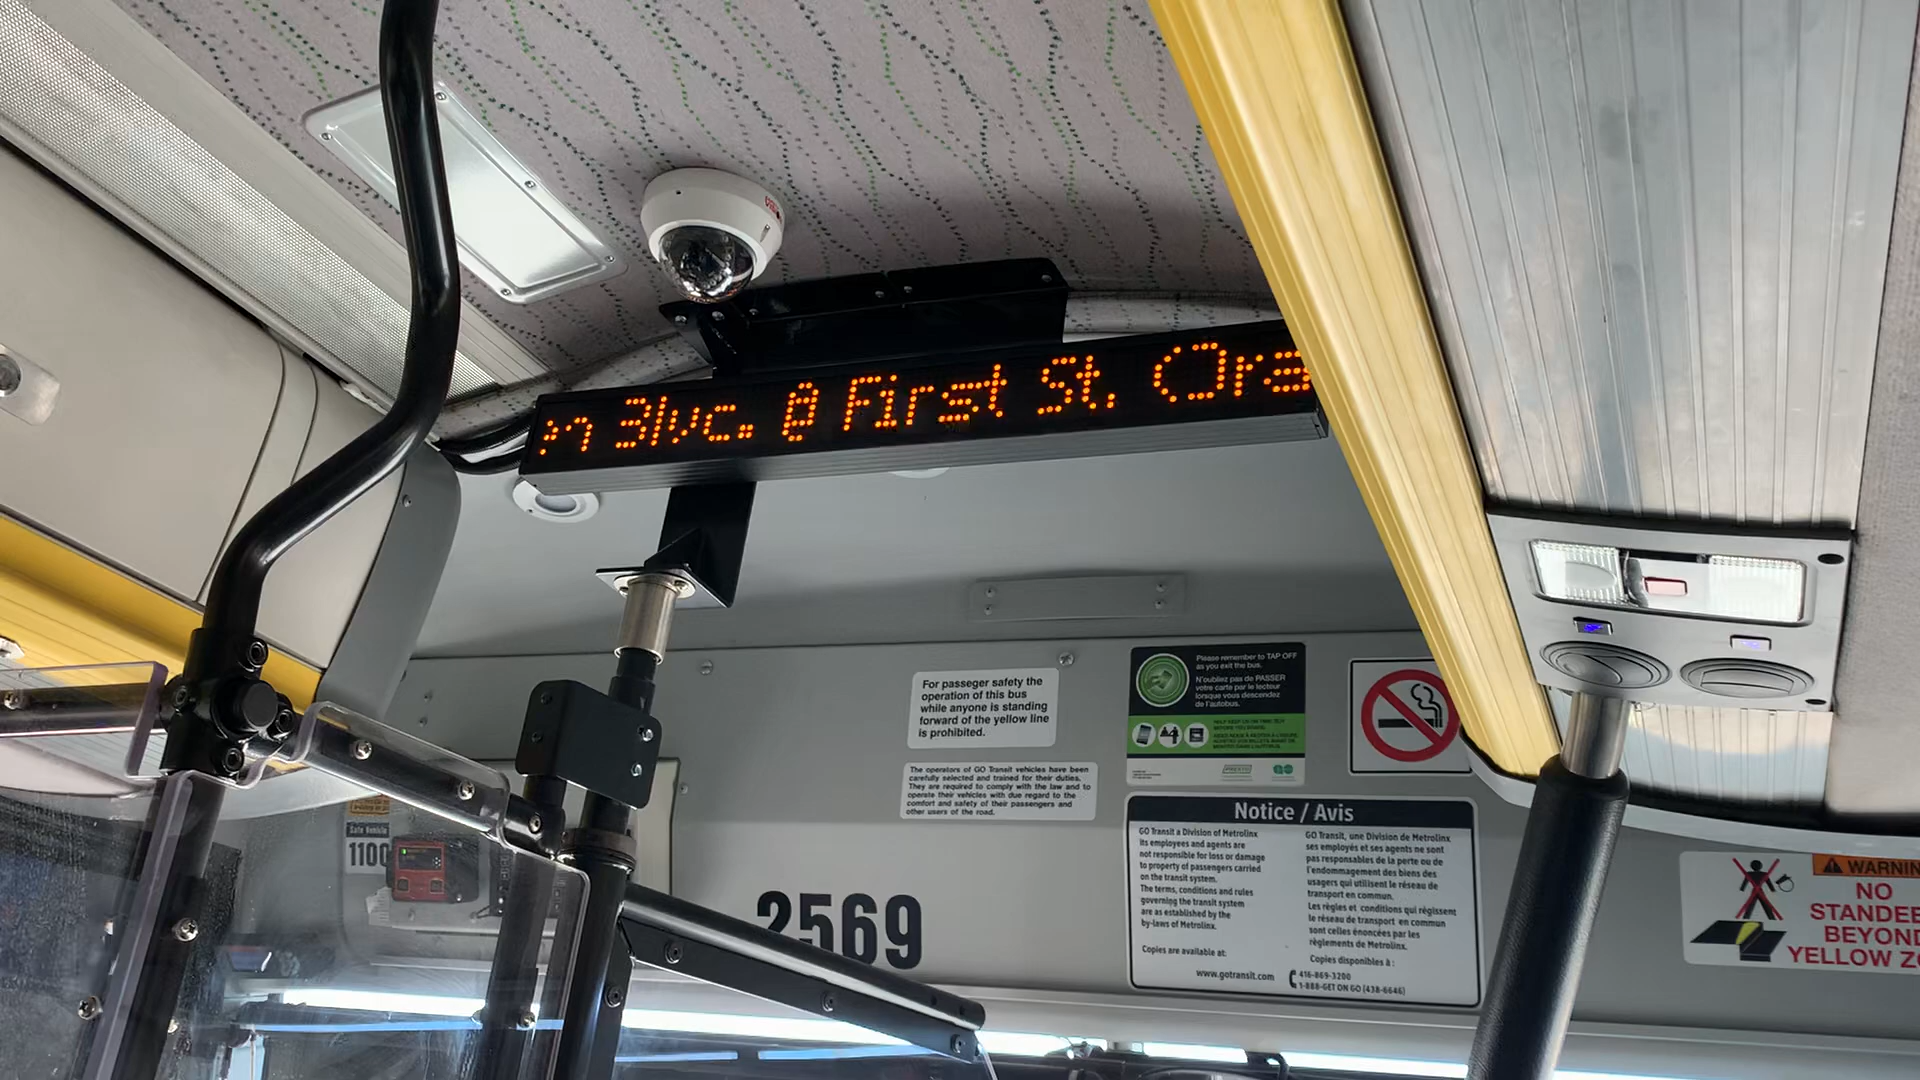 Blvd. @ First St. Ora
For passeger safety the
operation of this bus
while anyone is standing
forward of the yellow line
is prohibited.
The operators of GO Transit vehicles have been
carefully selected and trained for their duties.
They are required to comply with the law and to
operate their vehicles with due regard to the
comfort and safety of their passengers and
other users of the road.
Please remember to TAP OFF
as you exit the bus.
N'oubliez pas de PASSER
votre carte par le lecteur
lorsque vous descendez
de l'autobus.
Notice / Avis
GO Transit a Division of Metrolinx
its employees and agents are
not responsible for loss or damage
to property of passengers carried
on the transit system.
The terms, conditions and rules
governing the transit system
are as established by the
by-laws of Metrolinx.
Copies are available at:
GO Transit, une Division de Metrolinx
ses employés et ses agents ne sont
pas responsables de la perte ou de
l'endommagement des biens des
usagers qui utilisent le réseau de
transport en commun.
Les règles et conditions qui régissent
le réseau de transport en commun
sont celles énoncées par les
règlements de Metrolinx.
Copies disponibles à :
www.gotransit.com
416-869-3200
1-888-GET ON GO (438-6646)
2569
Safe Vehicle
1100
WARNIN
NO
STANDEE
BEYOND
YELLOW ZO